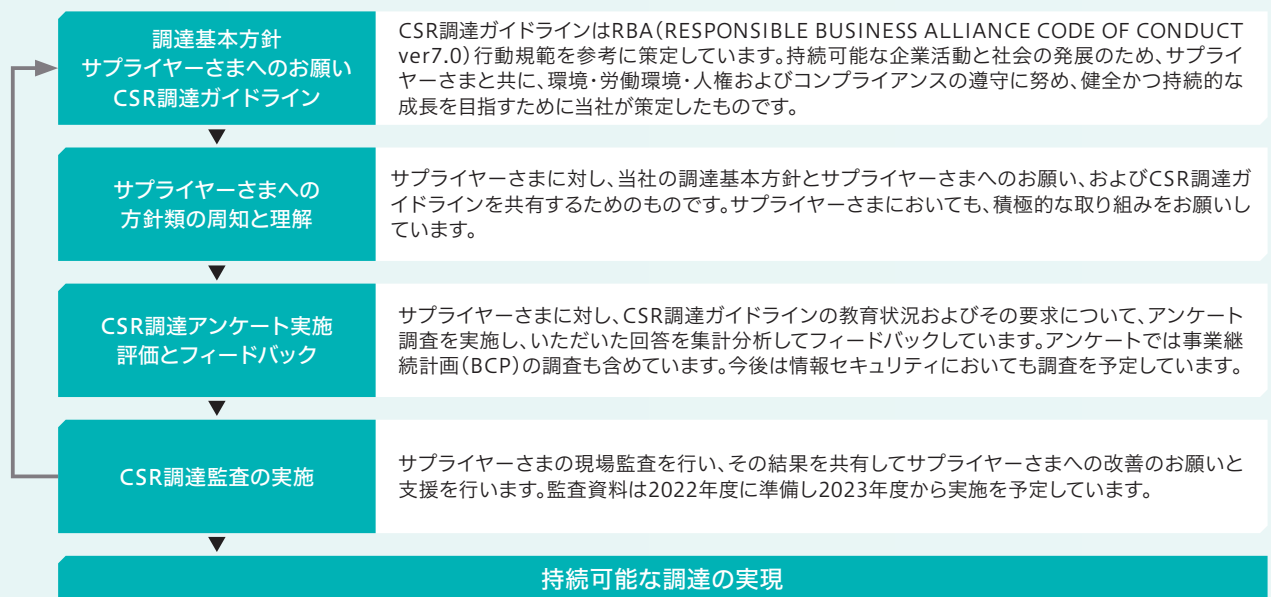 調達基本方針
サプライヤーさまへのお願い
CSR調達ガイドライン
CSR調達ガイドラインはRBA（RESPONSIBLE BUSINESS ALLIANCE CODE OF CONDUCT
ver7.0）行動規範を参考に策定しています。持続可能な企業活動と社会の発展のため、サプライ
ヤーさまと共に、環境・労働環境・人権およびコンプライアンスの遵守に努め、健全かつ持続的な
成長を目指すために当社が策定したものです。
サプライヤーさまへの
方針類の周知と理解
サプライヤーさまに対し、当社の調達基本方針とサプライヤーさまへのお願い、およびCSR調達ガ
イドラインを共有するためのものです。サプライヤーさまにおいても、積極的な取り組みをお願いし
ています。
CSR調達アンケート実施
評価とフィードバック
サプライヤーさまに対し、CSR調達ガイドラインの教育状況およびその要求について、アンケート
調査を実施し、いただいた回答を集計分析してフィードバックしています。アンケートでは事業継
続計画（BCP）の調査も含めています。今後は情報セキュリティにおいても調査を予定しています。
CSR調達監査の実施
サプライヤーさまの現場監査を行い、その結果を共有してサプライヤーさまへの改善のお願いと
支援を行います。監査資料は2022年度に準備し2023年度から実施を予定しています。
持続可能な調達の実現